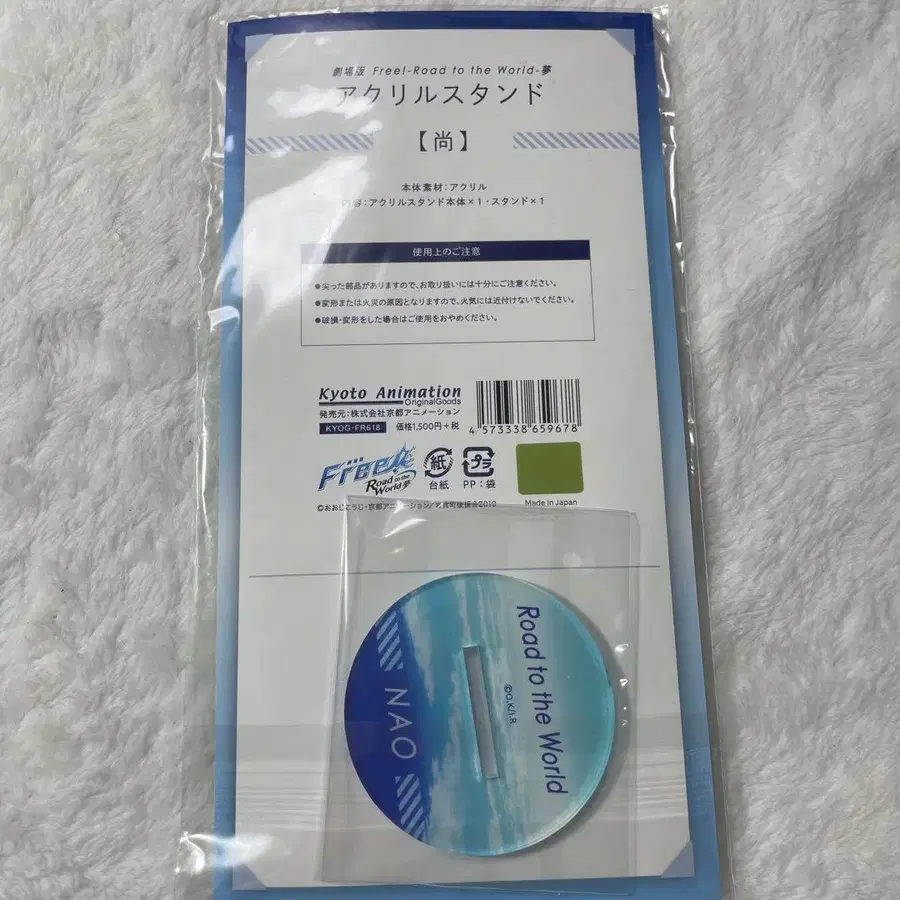 劇場版 Free!-Road to the World-夢
アクリルスタンド
【尚】
本体素材：アクリル
内容：アクリルスタンド本体×1・スタンド×1
使用上のご注意
●尖った部品がありますので、お取り扱いには十分にご注意ください。
●変形または火災の原因となりますので、火気には近付けないでください。
●破損・変形をした場合はご使用をおやめください。
Kyoto Animation
OriginalGoods
発売元：株式会社京都アニメーション
KYOG-FR618 価格1,500円+税
4 573338 659678
Free!
Road to the World 夢
紙
台紙
プラ
PP：袋
Made in Japan
©おおじこうじ・京都アニメーション/岩鳶町後援会2019
Road to the World
©O.K/I.R.
NAO